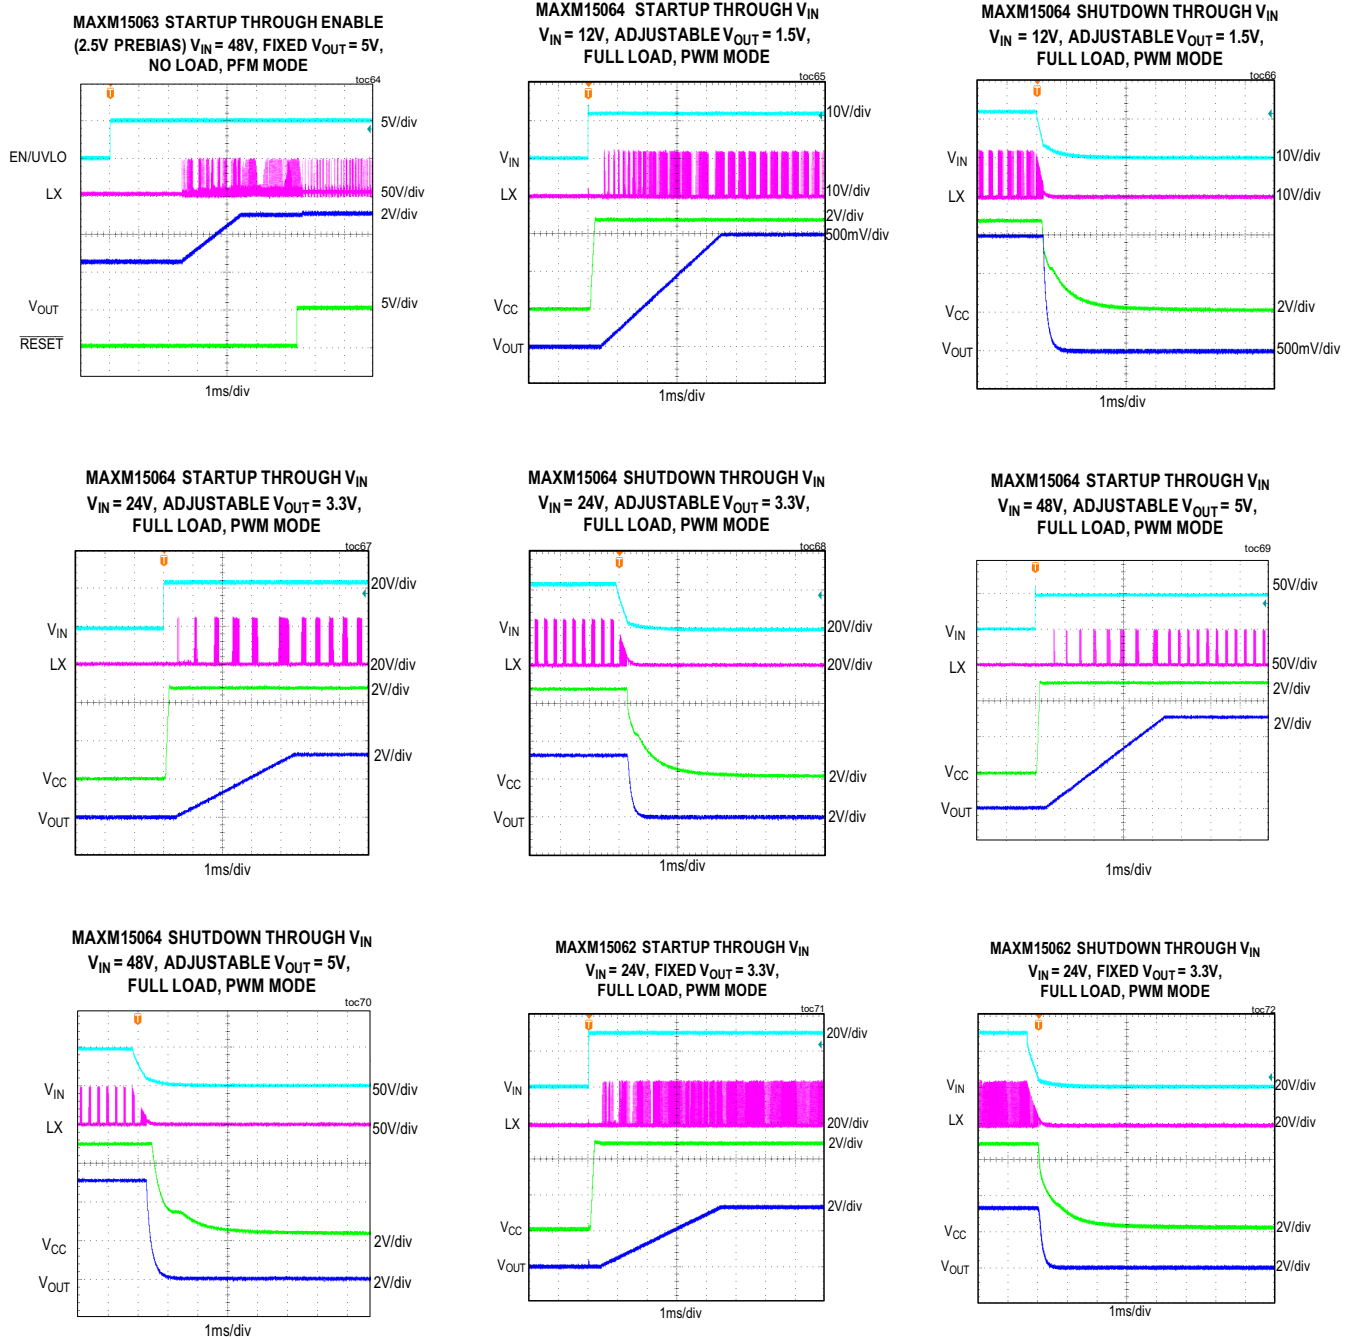 MAXM15063 STARTUP THROUGH ENABLE
(2.5V PREBIAS) VIN = 48V, FIXED VOUT = 5V,
NO LOAD, PFM MODE
toc64
T
5V/div
EN/UVLO
LX
50V/div
2V/div
VOUT
5V/div
RESET
1ms/div
MAXM15064 STARTUP THROUGH VIN
VIN = 12V, ADJUSTABLE VOUT = 1.5V,
FULL LOAD, PWM MODE
toc65
T
10V/div
VIN
LX
10V/div
2V/div
500mV/div
VCC
VOUT
1ms/div
MAXM15064 SHUTDOWN THROUGH VIN
VIN = 12V, ADJUSTABLE VOUT = 1.5V,
FULL LOAD, PWM MODE
toc66
T
VIN
10V/div
LX
10V/div
VCC
2V/div
VOUT
500mV/div
1ms/div
MAXM15064 STARTUP THROUGH VIN
VIN = 24V, ADJUSTABLE VOUT = 3.3V,
FULL LOAD, PWM MODE
toc67
T
20V/div
VIN
LX
20V/div
2V/div
2V/div
VCC
VOUT
1ms/div
MAXM15064 SHUTDOWN THROUGH VIN
VIN = 24V, ADJUSTABLE VOUT = 3.3V,
FULL LOAD, PWM MODE
toc68
T
VIN
20V/div
LX
20V/div
VCC
2V/div
VOUT
2V/div
1ms/div
MAXM15064 STARTUP THROUGH VIN
VIN = 48V, ADJUSTABLE VOUT = 5V,
FULL LOAD, PWM MODE
toc69
T
50V/div
VIN
LX
50V/div
2V/div
2V/div
VCC
VOUT
1ms/div
MAXM15064 SHUTDOWN THROUGH VIN
VIN = 48V, ADJUSTABLE VOUT = 5V,
FULL LOAD, PWM MODE
toc70
T
VIN
50V/div
LX
50V/div
VCC
2V/div
VOUT
2V/div
1ms/div
MAXM15062 STARTUP THROUGH VIN
VIN = 24V, FIXED VOUT = 3.3V,
FULL LOAD, PWM MODE
toc71
T
20V/div
VIN
LX
20V/div
2V/div
2V/div
VCC
VOUT
1ms/div
MAXM15062 SHUTDOWN THROUGH VIN
VIN = 24V, FIXED VOUT = 3.3V,
FULL LOAD, PWM MODE
toc72
T
VIN
20V/div
LX
20V/div
VCC
2V/div
VOUT
2V/div
1ms/div